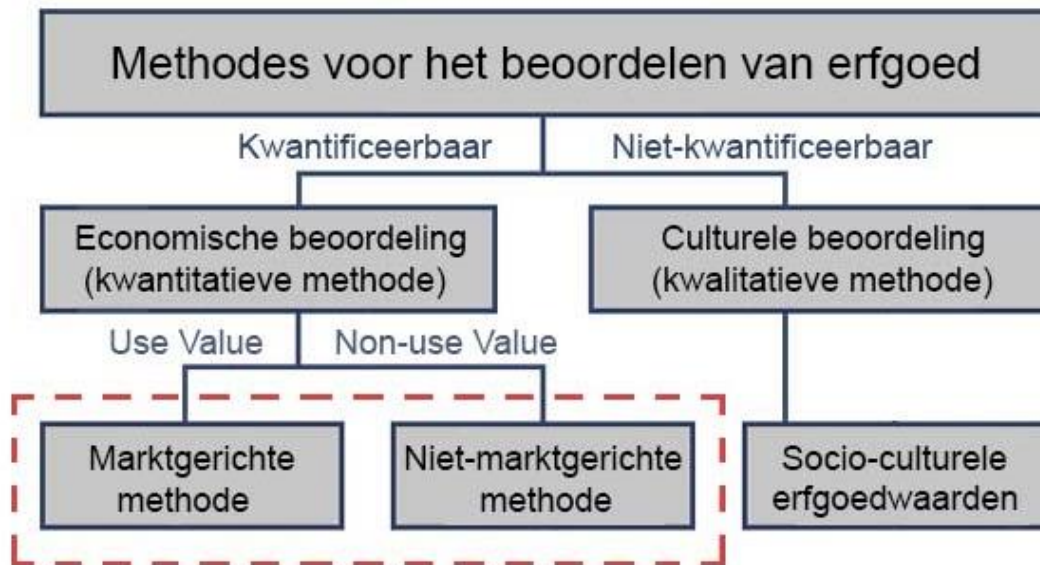 Methodes voor het beoordelen van erfgoed
Kwantificeerbaar
Niet-kwantificeerbaar
Economische beoordeling
(kwantitatieve methode)
Culturele beoordeling
(kwalitatieve methode)
Use Value
Non-use Value
Marktgerichte
methode
Niet-marktgerichte
methode
Socio-culturele
erfgoedwaarden